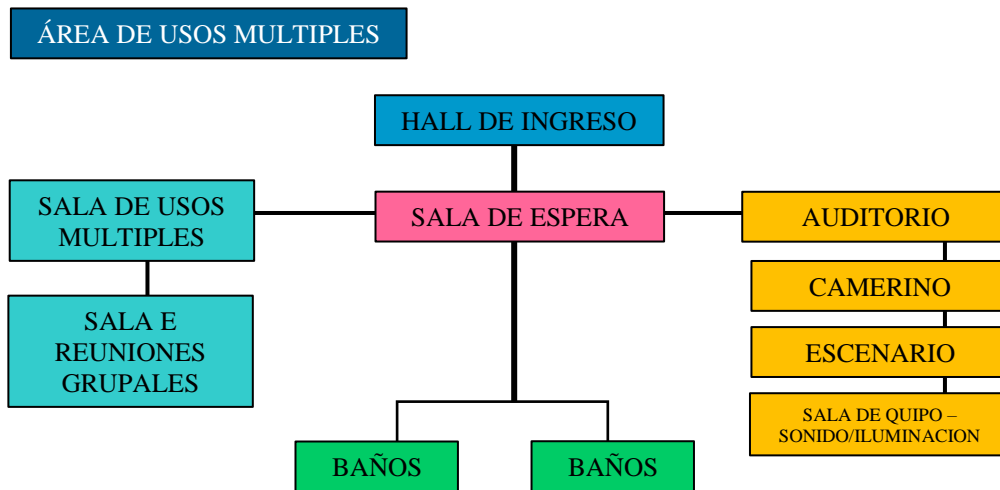 ÁREA DE USOS MULTIPLES
HALL DE INGRESO
SALA DE USOS
MULTIPLES
SALA DE ESPERA
AUDITORIO
CAMERINO
SALA E
REUNIONES
GRUPALES
ESCENARIO
SALA DE QUIPO –
SONIDO/ILUMINACION
BAÑOS
BAÑOS